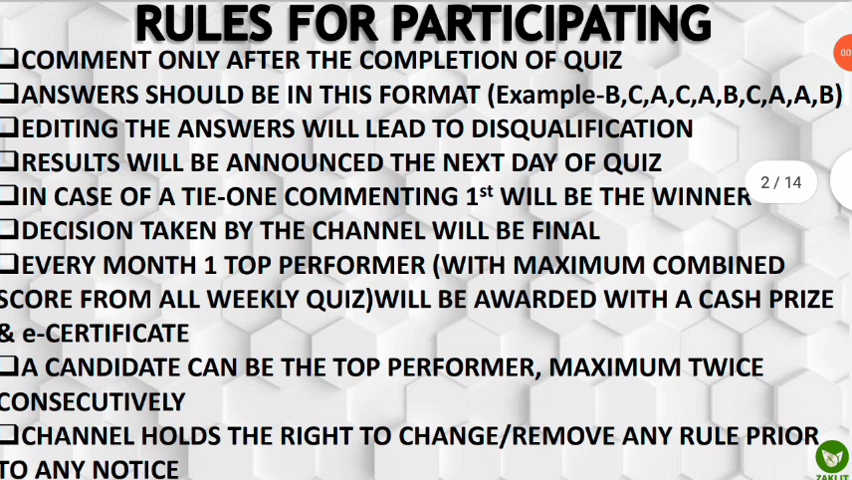 RULES FOR PARTICIPATING
00
❑COMMENT ONLY AFTER THE COMPLETION OF QUIZ
❑ANSWERS SHOULD BE IN THIS FORMAT (Example-B,C,A,C,A,B,C,A,A,B)
❑EDITING THE ANSWERS WILL LEAD TO DISQUALIFICATION
❑RESULTS WILL BE ANNOUNCED THE NEXT DAY OF QUIZ
2 / 14
❑IN CASE OF A TIE-ONE COMMENTING 1st WILL BE THE WINNER
❑DECISION TAKEN BY THE CHANNEL WILL BE FINAL
❑EVERY MONTH 1 TOP PERFORMER (WITH MAXIMUM COMBINED
SCORE FROM ALL WEEKLY QUIZ)WILL BE AWARDED WITH A CASH PRIZE
& e-CERTIFICATE
❑A CANDIDATE CAN BE THE TOP PERFORMER, MAXIMUM TWICE
CONSECUTIVELY
❑CHANNEL HOLDS THE RIGHT TO CHANGE/REMOVE ANY RULE PRIOR
TO ANY NOTICE
ZAKLIT